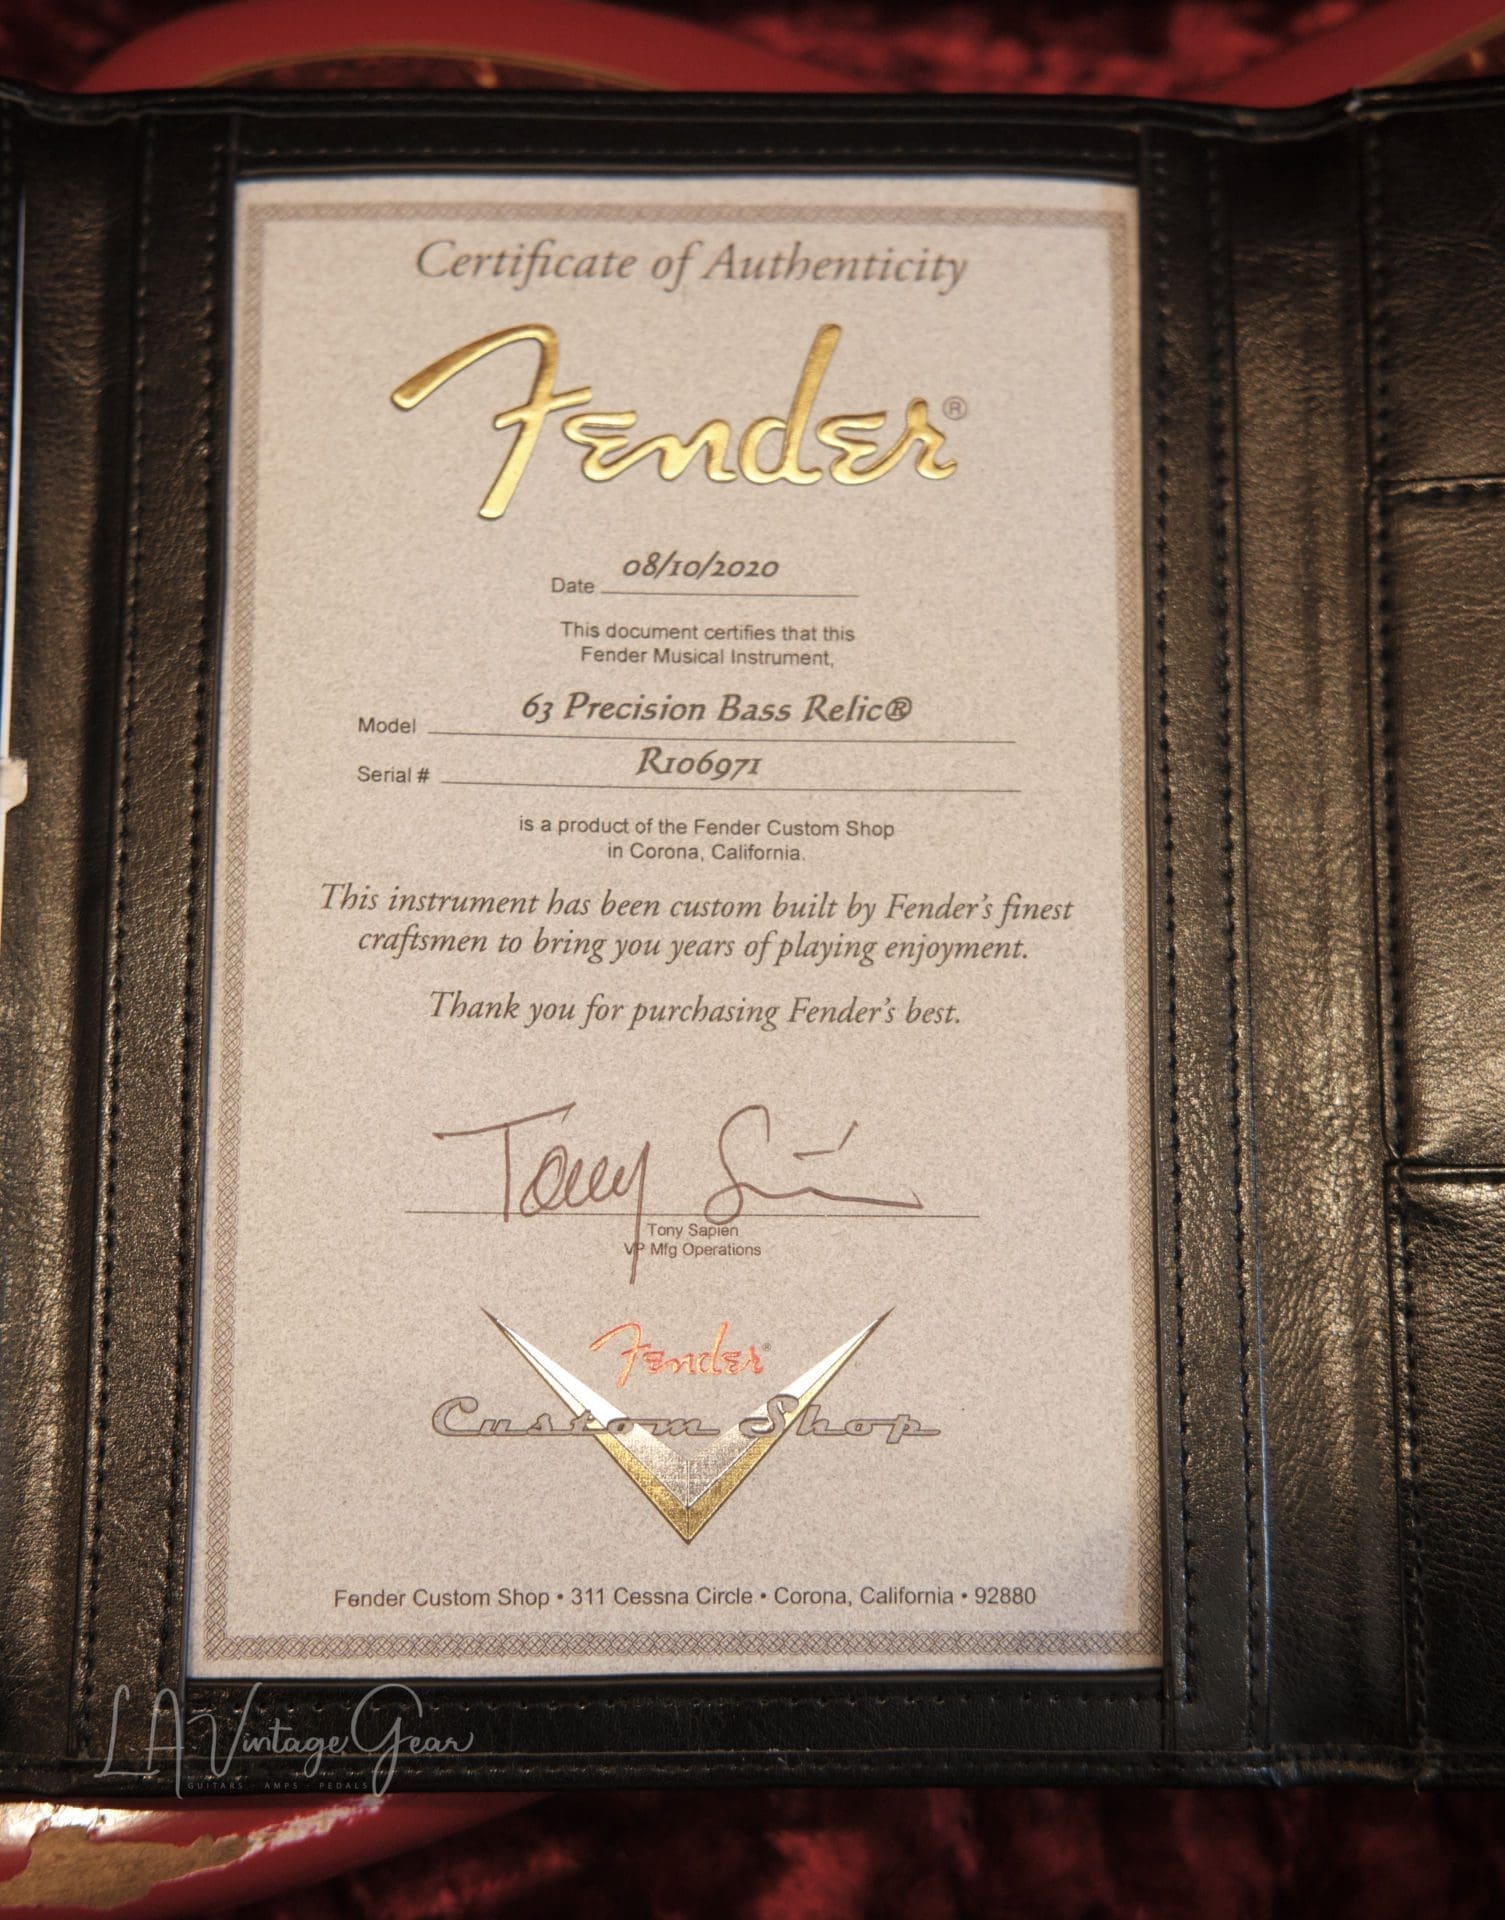 Certificate of Authenticity
Fender®
Date 08/10/2020
This document certifies that this
Fender Musical Instrument,
Model 63 Precision Bass Relic®
Serial # R106971
is a product of the Fender Custom Shop
in Corona, California.
This instrument has been custom built by Fender's finest
craftsmen to bring you years of playing enjoyment.
Thank you for purchasing Fender's best.
Tony Sapien
VP Mfg Operations
Fender®
Custom Shop
Fender Custom Shop • 311 Cessna Circle • Corona, California • 92880
L.A. Vintage Gear
GUITARS · AMPS · PEDALS